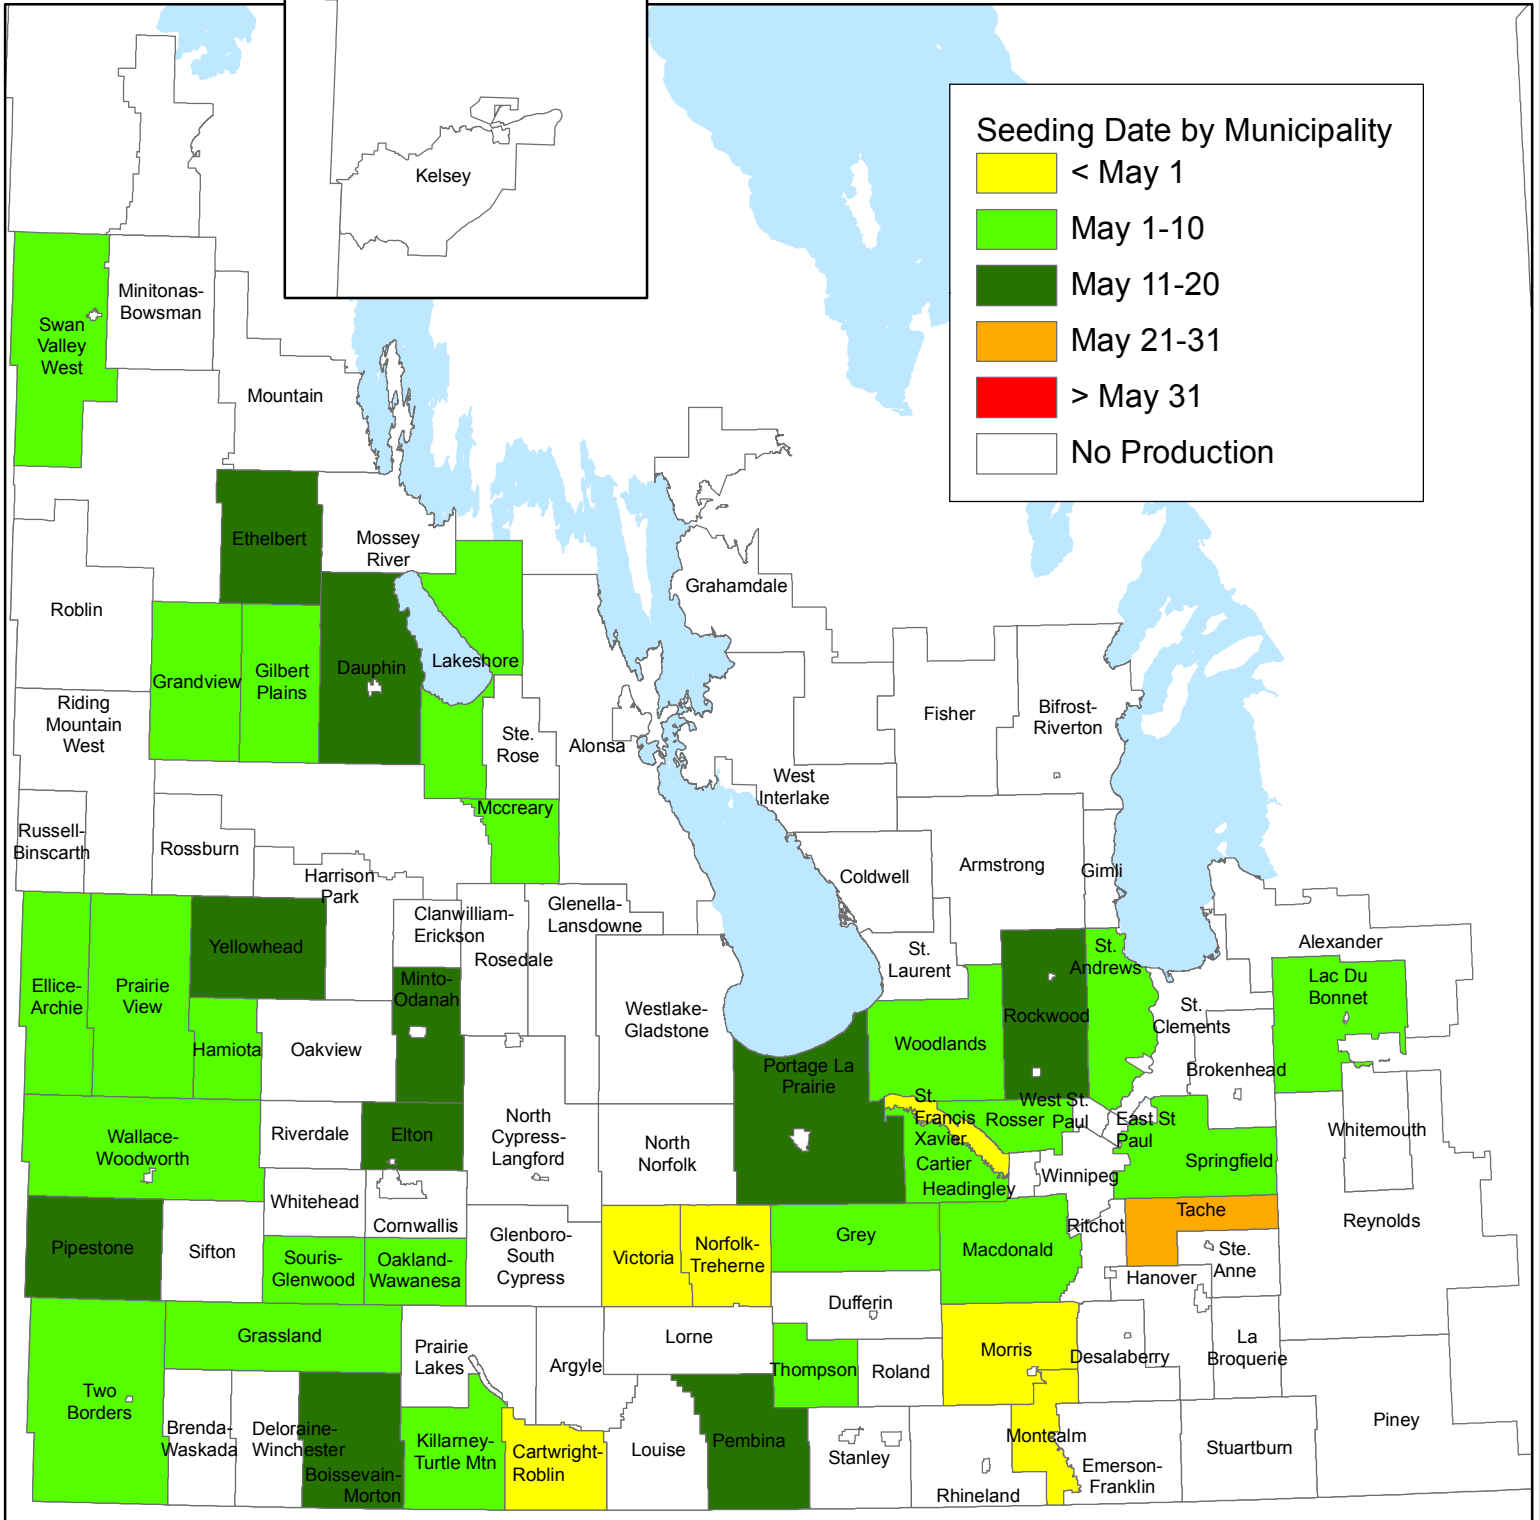 Kelsey
Seeding Date by Municipality
< May 1
May 1-10
May 11-20
May 21-31
> May 31
No Production
Minitonas-
Bowsman
Swan
Valley
West
Mountain
Ethelbert
Mossey
River
Grahamdale
Roblin
Grandview
Gilbert
Plains
Dauphin
Lakeshore
Riding
Mountain
West
Ste.
Rose
Alonsa
Fisher
Bifrost-
Riverton
West
Interlake
Mccreary
Russell-
Binscarth
Rossburn
Harrison
Park
Coldwell
Armstrong
Gimli
Clanwilliam-
Erickson
Glenella-
Lansdowne
Rosedale
Yellowhead
St.
Laurent
St.
Andrews
Alexander
Ellice-
Archie
Prairie
View
Minto-
Odanah
Lac Du
Bonnet
Westlake-
Gladstone
Rockwood
St.
Clements
Hamiota
Oakview
Woodlands
Portage La
Prairie
Brokenhead
St.
Francis
Xavier
West St.
Paul
Rosser
East St
Paul
Wallace-
Woodworth
Riverdale
Elton
North
Cypress-
Langford
North
Norfolk
Whitemouth
Cartier
Headingley
Winnipeg
Springfield
Whitehead
Cornwallis
Pipestone
Sifton
Souris-
Glenwood
Oakland-
Wawanesa
Glenboro-
South
Cypress
Victoria
Norfolk-
Treherne
Grey
Macdonald
Ritchot
Tache
Reynolds
Ste.
Anne
Hanover
Dufferin
Grassland
Prairie
Lakes
Argyle
Lorne
Thompson
Roland
Morris
Desalaberry
La
Broquerie
Two
Borders
Brenda-
Waskada
Deloraine-
Winchester
Boissevain-
Morton
Killarney-
Turtle Mtn
Cartwright-
Roblin
Louise
Pembina
Stanley
Rhineland
Montcalm
Emerson-
Franklin
Stuartburn
Piney